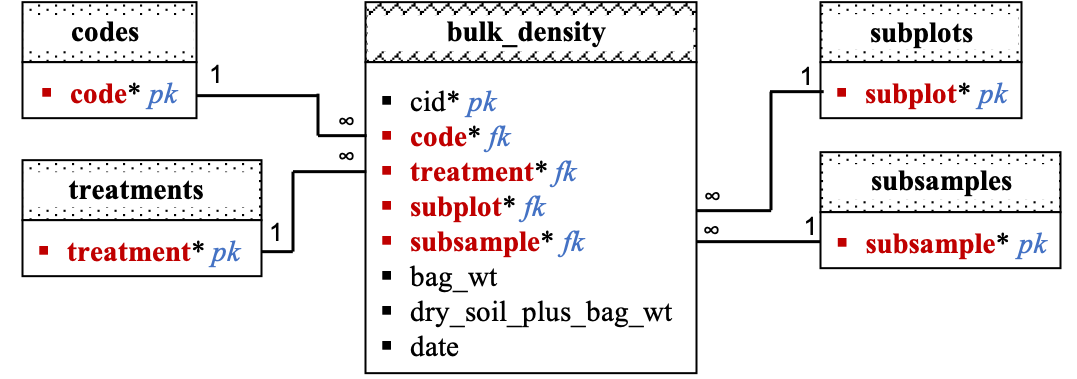 codes
code* pk
1
∞
treatments
treatment* pk
1
∞
bulk_density
cid* pk
code* fk
treatment* fk
subplot* fk
subsample* fk
bag_wt
dry_soil_plus_bag_wt
date
subplots
subplot* pk
1
∞
subsamples
subsample* pk
1
∞